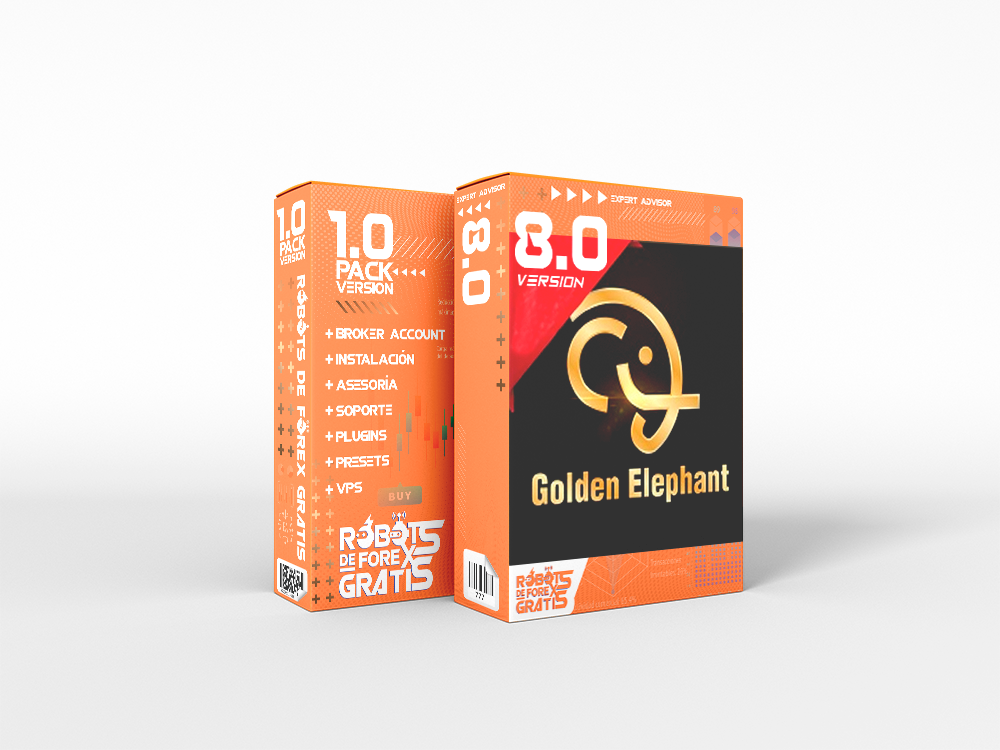 1.0
PACK
VERSION
ROBOTS DE FOREX GRATIS
1.0
PACK
VERSION
+ BROKER ACCOUNT
+ INSTALACIÓN
+ ASESORÍA
+ SOPORTE
+ PLUGINS
+ PRESETS
+ VPS
BUY
ROBOTS
DE FOREX
GRATIS
EXPERT ADVISOR
8.0
777
EXPERT ADVISOR
8.0
VERSION
Golden Elephant
ROBOTS
DE FOREX
GRATIS